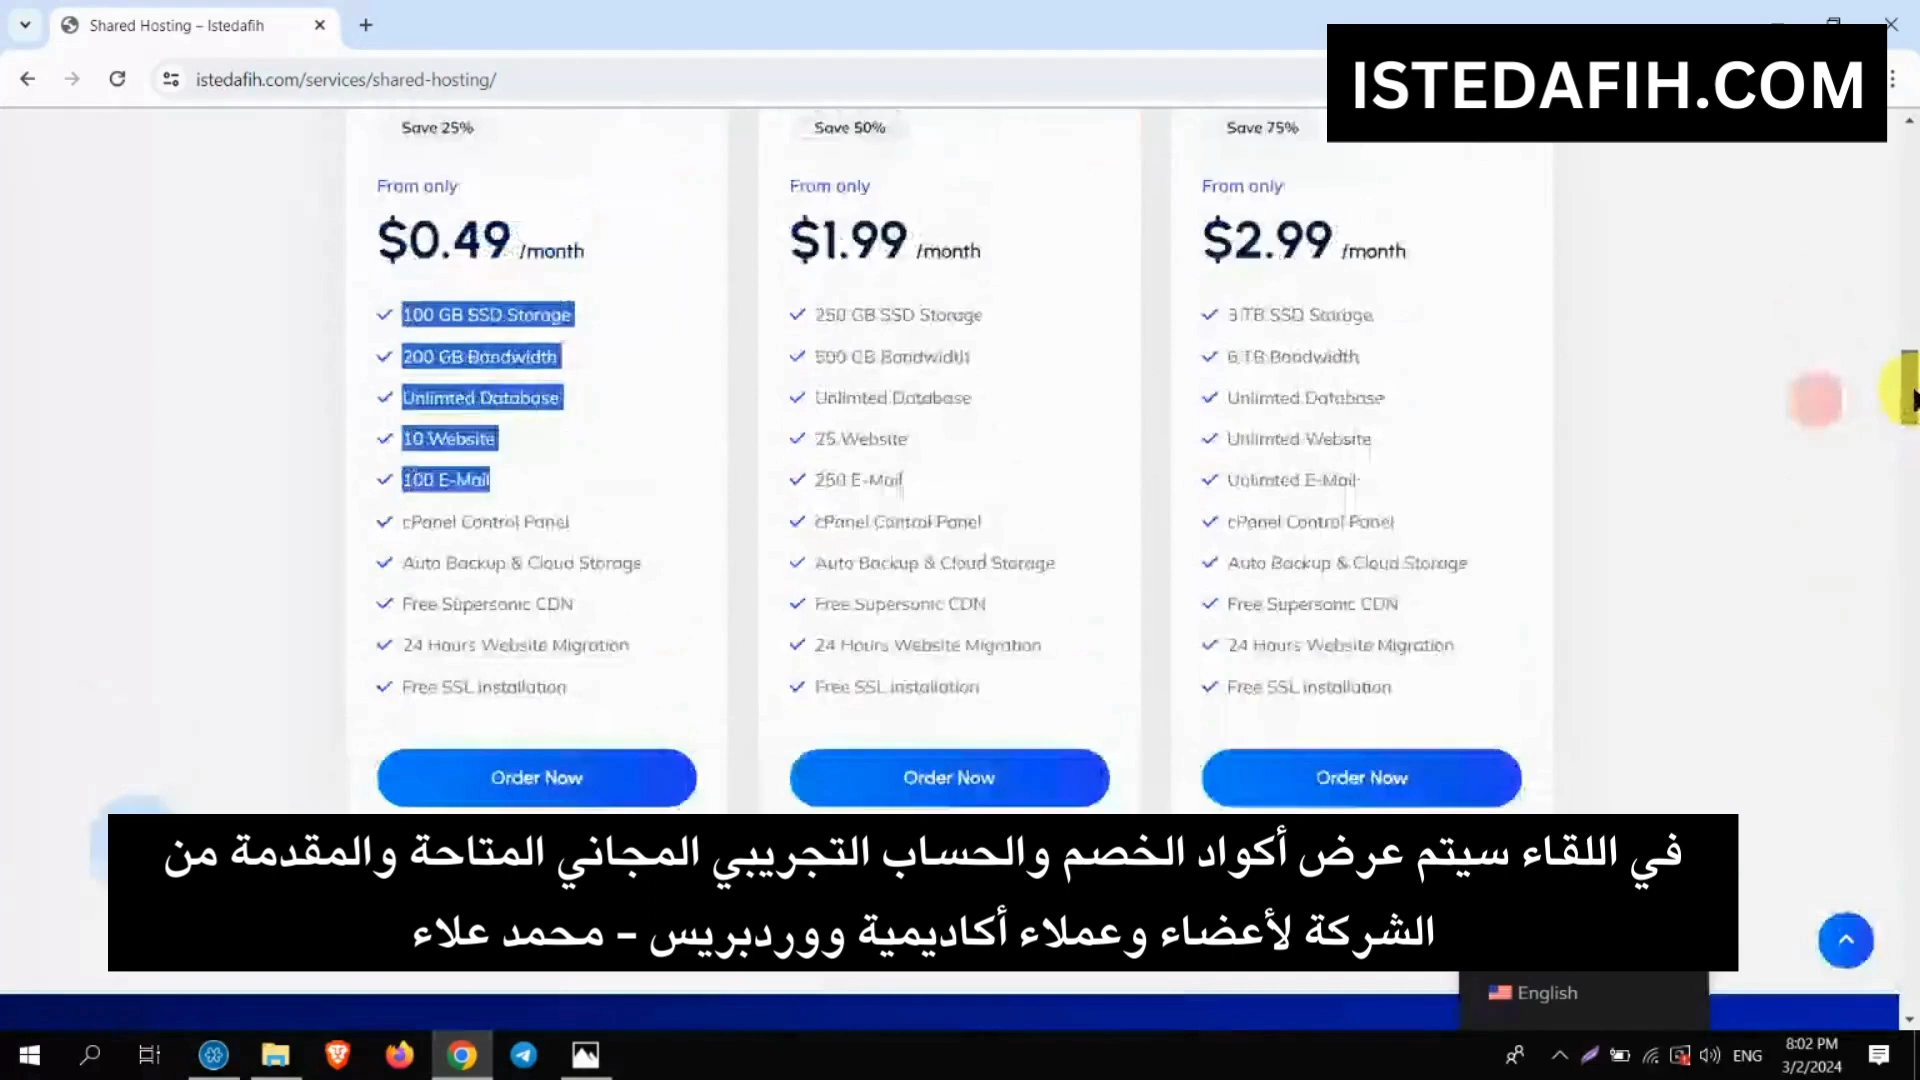 Shared Hosting – Istedafih
istedafih.com/services/shared-hosting/
ISTEDAFIH.COM
Save 25%
From only
$0.49 /month
100 GB SSD Storage
200 GB Bandwidth
Unlimted Database
10 Website
100 E-Mail
cPanel Control Panel
Auto Backup & Cloud Storage
Free Supersonic CDN
24 Hours Website Migration
Free SSL installation
Order Now
Save 50%
From only
$1.99 /month
250 GB SSD Storage
500 GB Bandwidth
Unlimted Database
25 Website
250 E-Mail
cPanel Control Panel
Auto Backup & Cloud Storage
Free Supersonic CDN
24 Hours Website Migration
Free SSL installation
Order Now
Save 75%
From only
$2.99 /month
3 TB SSD Storage
6 TB Bandwidth
Unlimted Database
Unlimted Website
Unlimted E-Mail
cPanel Control Panel
Auto Backup & Cloud Storage
Free Supersonic CDN
24 Hours Website Migration
Free SSL installation
Order Now
في اللقاء سيتم عرض أكواد الخصم والحساب التجريبي المجاني المتاحة والمقدمة من
الشركة لأعضاء وعملاء أكاديمية ووردبريس – محمد علاء
English
ENG
8:02 PM
3/2/2024